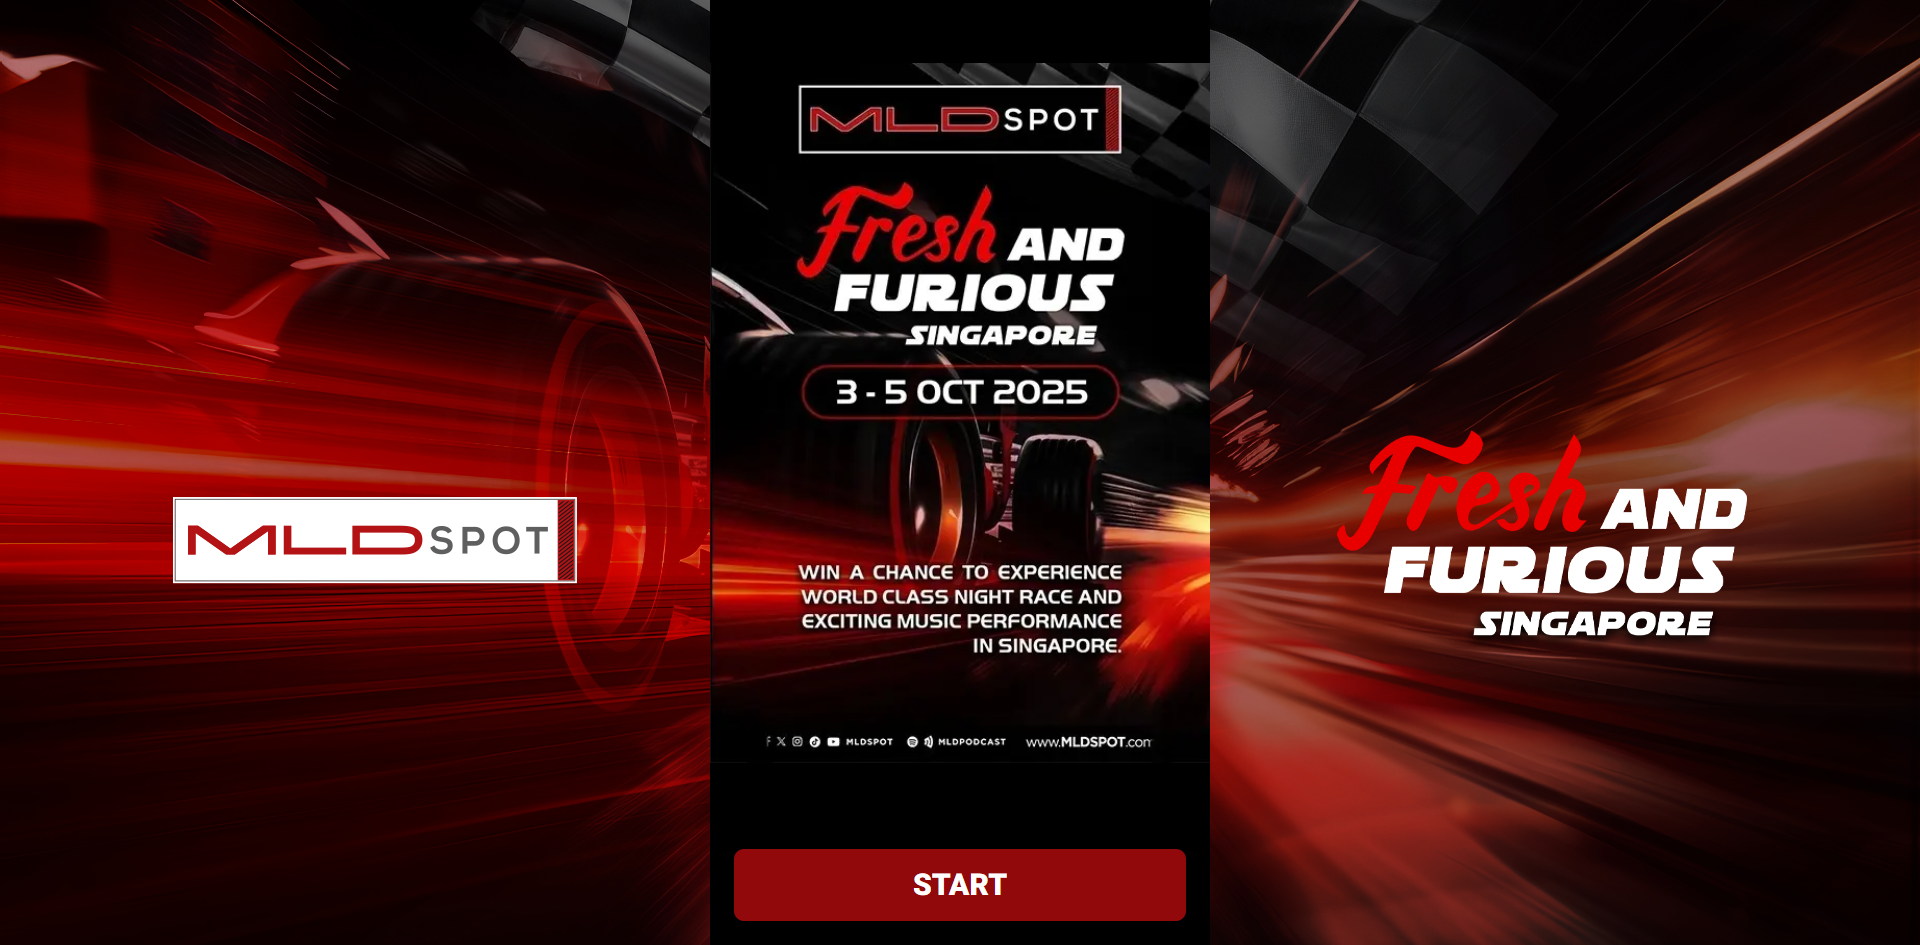 MLDSPOT
MLDSPOT
Fresh AND
FURIOUS
SINGAPORE
3 - 5 OCT 2025
WIN A CHANCE TO EXPERIENCE
WORLD CLASS NIGHT RACE AND
EXCITING MUSIC PERFORMANCE
IN SINGAPORE.
MLDSPOT MLDPODCAST www.MLDSPOT.com
START
Fresh AND
FURIOUS
SINGAPORE